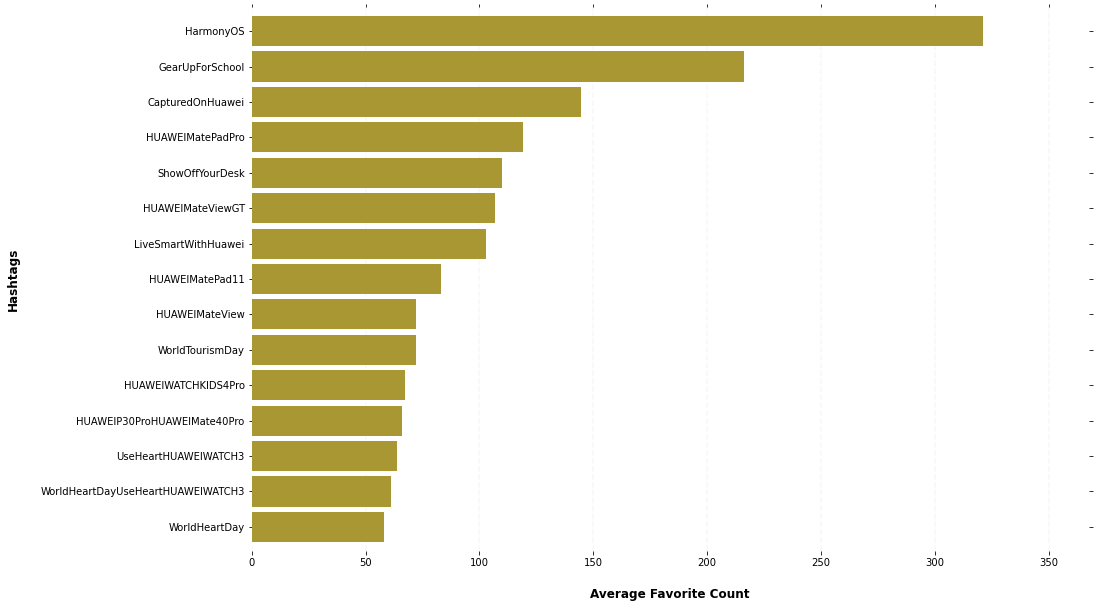 HarmonyOS
GearUpForSchool
CapturedOnHuawei
HUAWEIMatePadPro
ShowOffYourDesk
HUAWEIMateViewGT
LiveSmartWithHuawei
HUAWEIMatePad11
HUAWEIMateView
WorldTourismDay
HUAWEIWATCHKIDS4Pro
HUAWEIP30ProHUAWEIMate40Pro
UseHeartHUAWEIWATCH3
WorldHeartDayUseHeartHUAWEIWATCH3
WorldHeartDay
Hashtags
0 50 100 150 200 250 300 350
Average Favorite Count